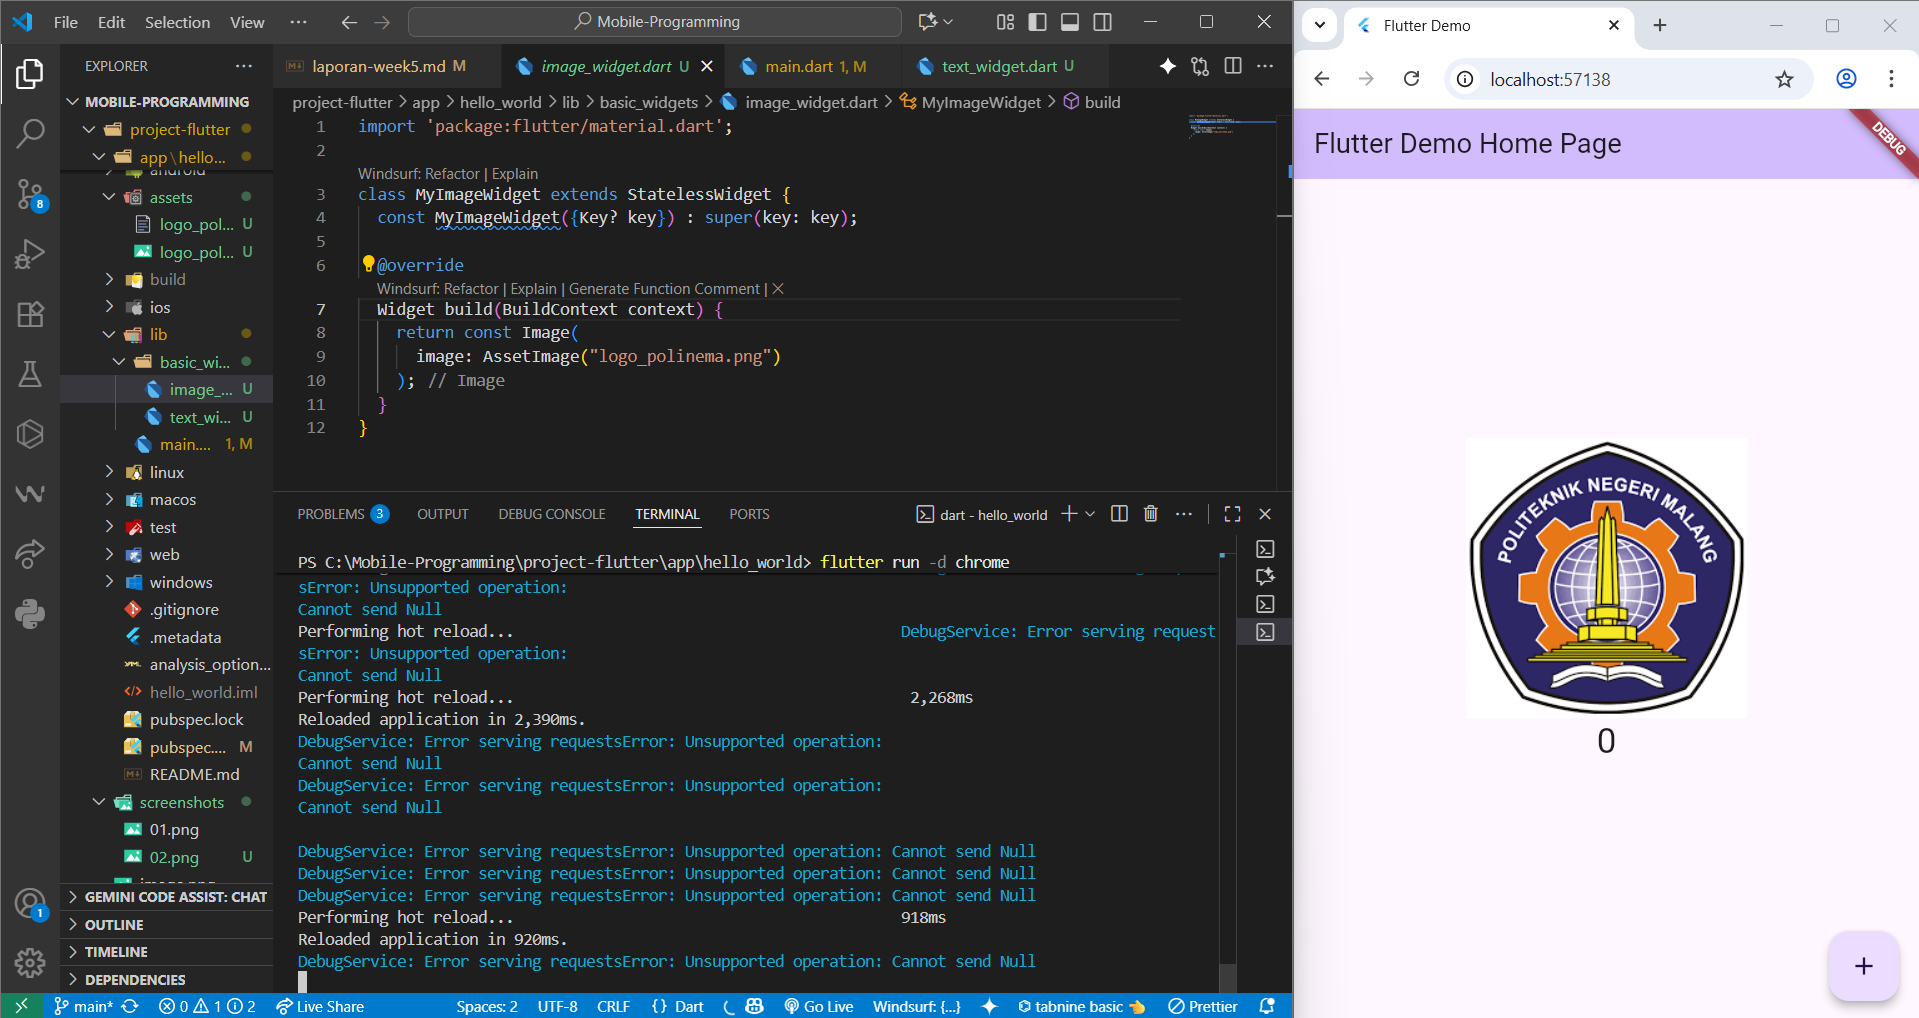 File Edit Selection View ··· Mobile-Programming
EXPLORER
MOBILE-PROGRAMMING
project-flutter
app\hello...
android
assets
logo_pol... U
logo_pol... U
build
ios
lib
basic_wi...
image_... U
text_wi... U
main.... 1, M
linux
macos
test
web
windows
.gitignore
.metadata
analysis_option...
hello_world.iml
pubspec.lock
pubspec.... M
README.md
screenshots
01.png
02.png U
GEMINI CODE ASSIST: CHAT
OUTLINE
TIMELINE
DEPENDENCIES
8
1
laporan-week5.md M image_widget.dart U main.dart 1, M text_widget.dart U
project-flutter > app > hello_world > lib > basic_widgets > image_widget.dart > MyImageWidget > build
1 import 'package:flutter/material.dart';
2
Windsurf: Refactor | Explain
3 class MyImageWidget extends StatelessWidget {
4 const MyImageWidget({Key? key}) : super(key: key);
5
6 @override
Windsurf: Refactor | Explain | Generate Function Comment | ×
7 Widget build(BuildContext context) {
8 return const Image(
9 image: AssetImage("logo_polinema.png")
10 ); // Image
11 }
12 }
PROBLEMS 3 OUTPUT DEBUG CONSOLE TERMINAL PORTS dart - hello_world
PS C:\Mobile-Programming\project-flutter\app\hello_world> flutter run -d chrome
sError: Unsupported operation:
Cannot send Null
Performing hot reload... DebugService: Error serving request
sError: Unsupported operation:
Cannot send Null
Performing hot reload... 2,268ms
Reloaded application in 2,390ms.
DebugService: Error serving requestsError: Unsupported operation:
Cannot send Null
DebugService: Error serving requestsError: Unsupported operation:
Cannot send Null
DebugService: Error serving requestsError: Unsupported operation: Cannot send Null
DebugService: Error serving requestsError: Unsupported operation: Cannot send Null
DebugService: Error serving requestsError: Unsupported operation: Cannot send Null
Performing hot reload... 918ms
Reloaded application in 920ms.
DebugService: Error serving requestsError: Unsupported operation: Cannot send Null
main* 0 1 2 Live Share Spaces: 2 UTF-8 CRLF {} Dart Go Live Windsurf: {...} tabnine basic Prettier
Flutter Demo
localhost:57138
Flutter Demo Home Page
DEBUG
POLITEKNIK NEGERI MALANG
0
+